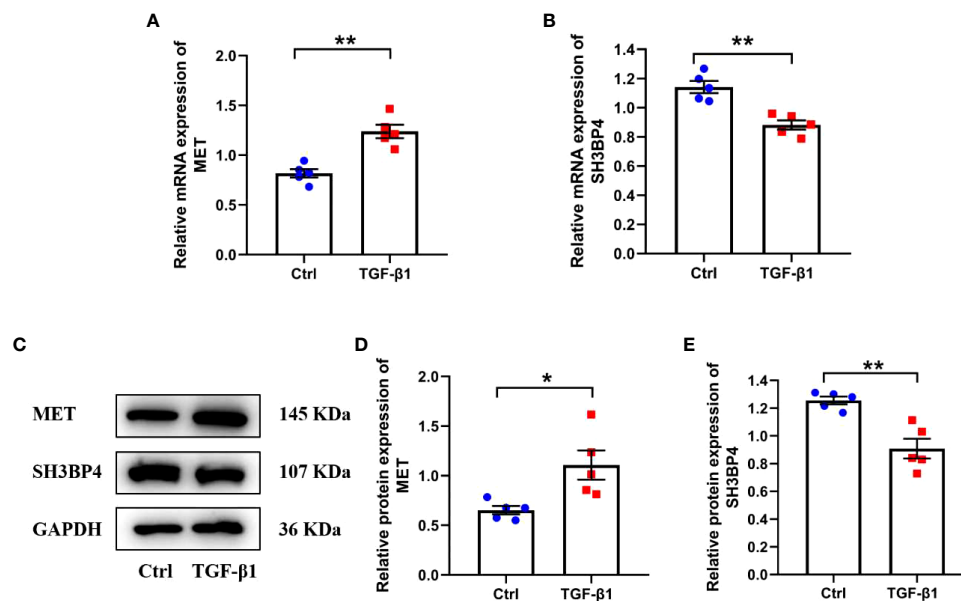 A
Relative mRNA expression of
MET
2.0
1.5
1.0
0.5
0.0
**
Ctrl
TGF-β1
B
Relative mRNA expression of
SH3BP4
1.4
1.2
1.0
0.8
0.6
0.4
0.2
0.0
**
Ctrl
TGF-β1
C
MET
145 KDa
SH3BP4
107 KDa
GAPDH
36 KDa
Ctrl
TGF-β1
D
Relative protein expression of
MET
2.0
1.5
1.0
0.5
0.0
*
Ctrl
TGF-β1
E
Relative protein expression of
SH3BP4
1.4
1.2
1.0
0.8
0.6
0.4
0.2
0.0
**
Ctrl
TGF-β1